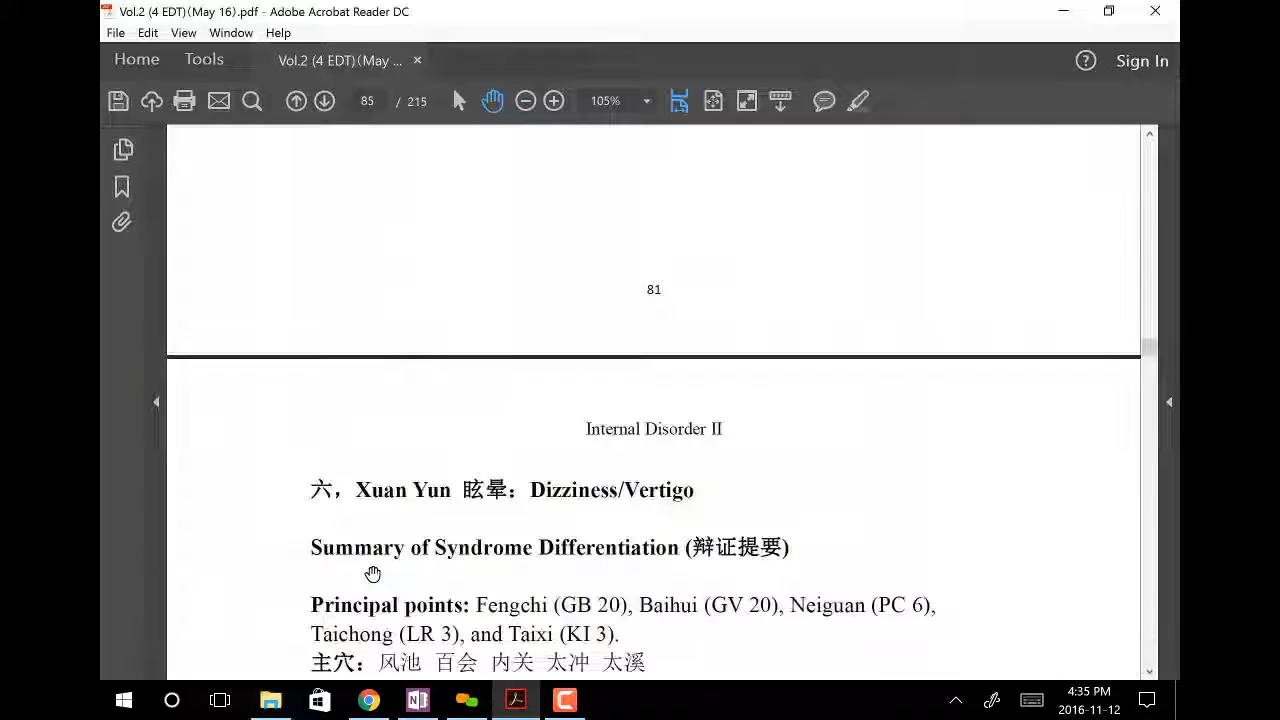 Vol.2 (4 EDT)(May 16).pdf - Adobe Acrobat Reader DC
File Edit View Window Help
Home Tools Vol.2 (4 EDT)(May ... × ? Sign In
85 / 215 105%
81
Internal Disorder II
六，Xuan Yun 眩晕：Dizziness/Vertigo
Summary of Syndrome Differentiation (辩证提要)
Principal points: Fengchi (GB 20), Baihui (GV 20), Neiguan (PC 6),
Taichong (LR 3), and Taixi (KI 3).
主穴：风池 百会 内关 太冲 太溪
4:35 PM
2016-11-12